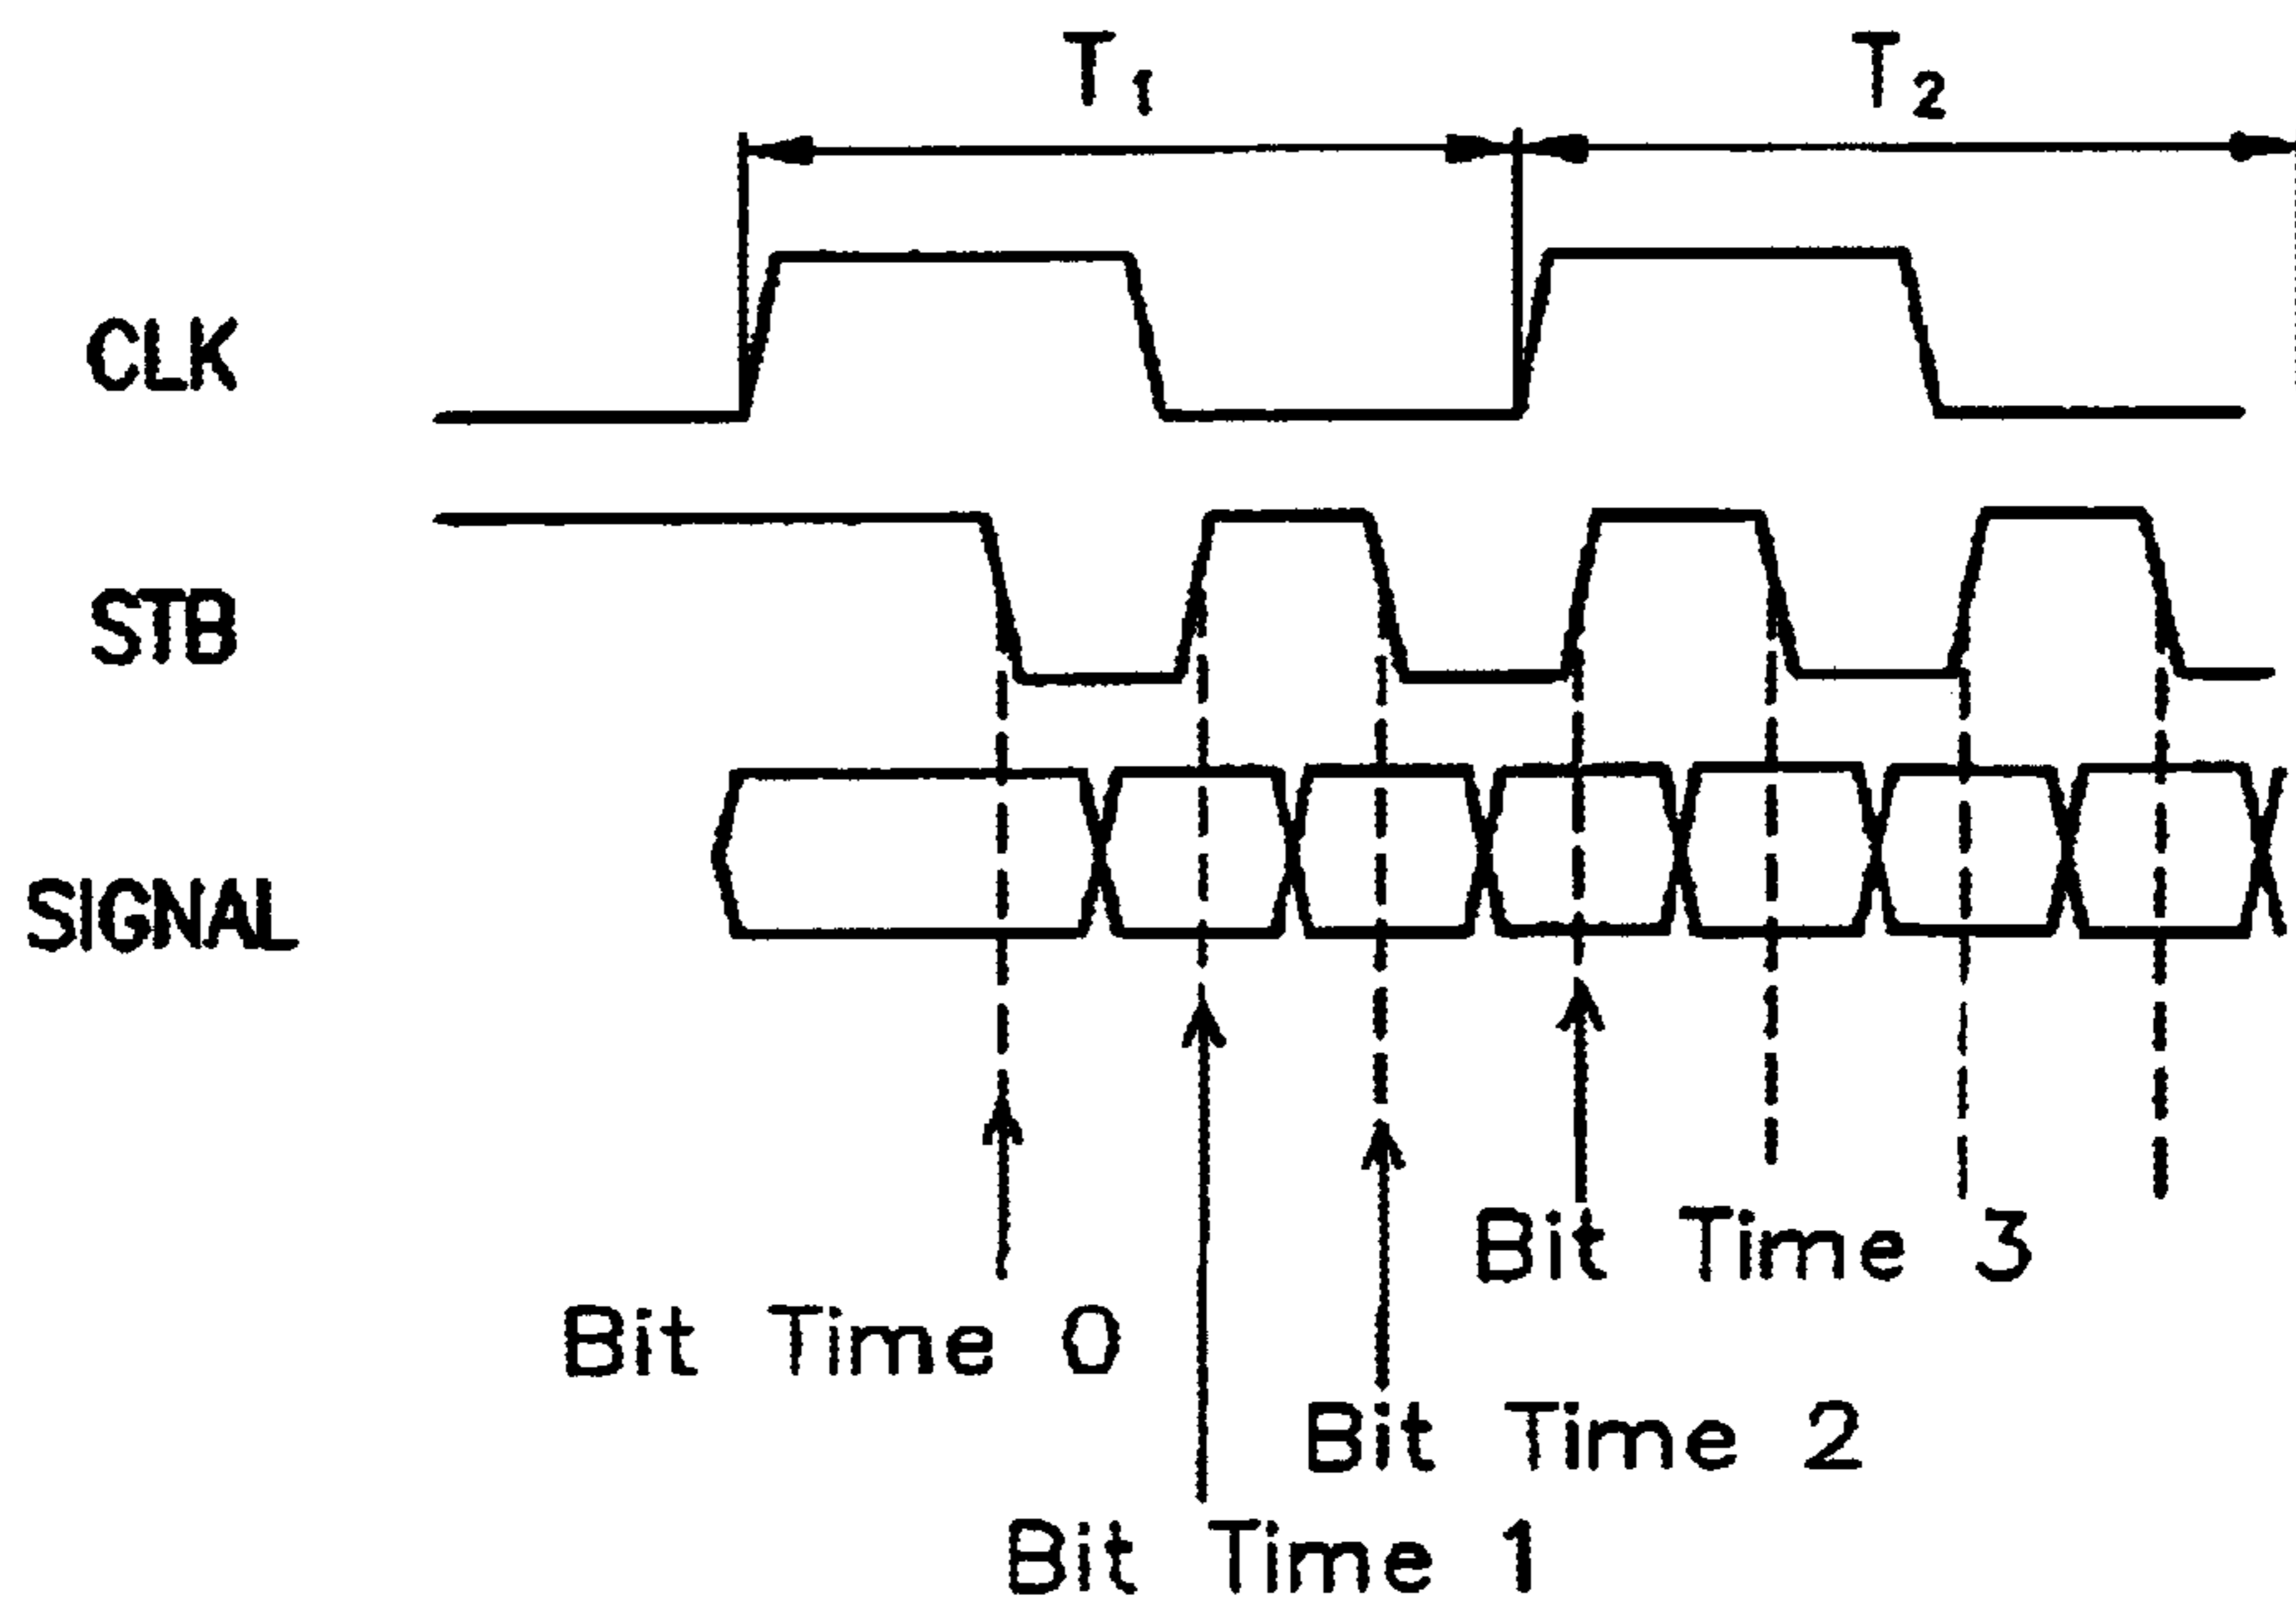 T1
T2
CLK
STB
SIGNAL
Bit Time 3
Bit Time 0
Bit Time 2
Bit Time 1